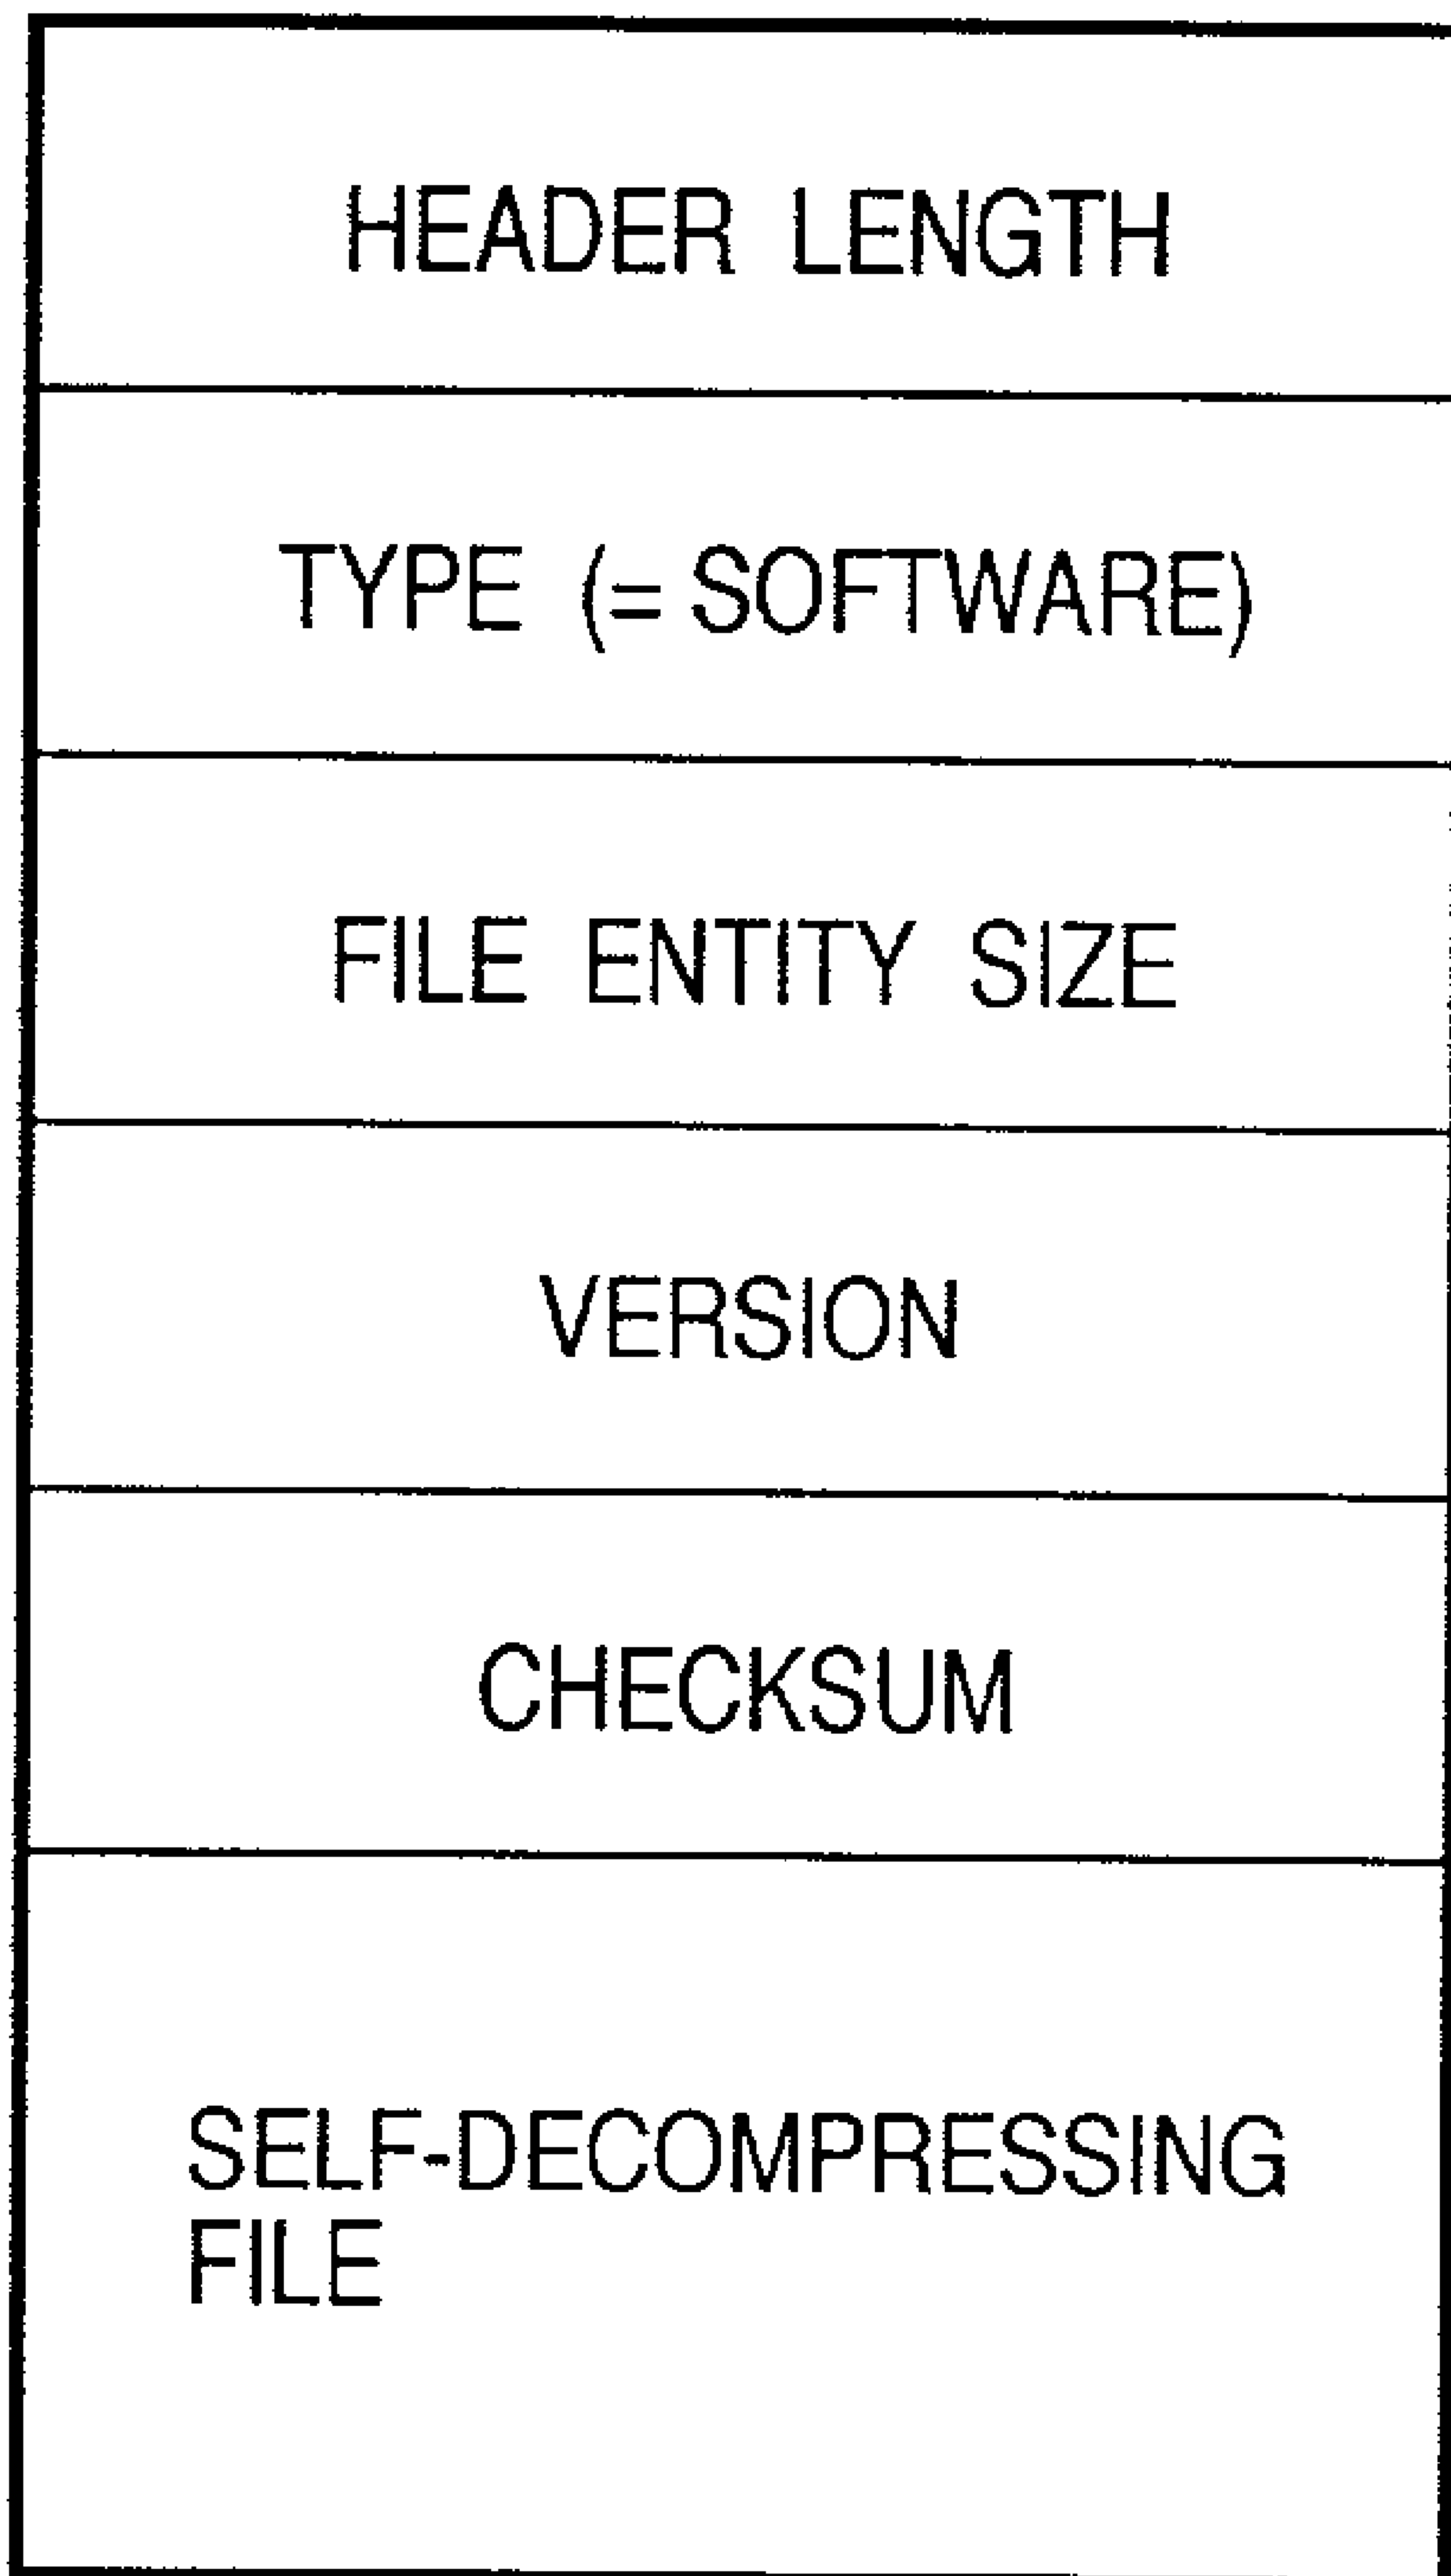 HEADER LENGTH
TYPE (= SOFTWARE)
FILE ENTITY SIZE
VERSION
CHECKSUM
SELF-DECOMPRESSING
FILE